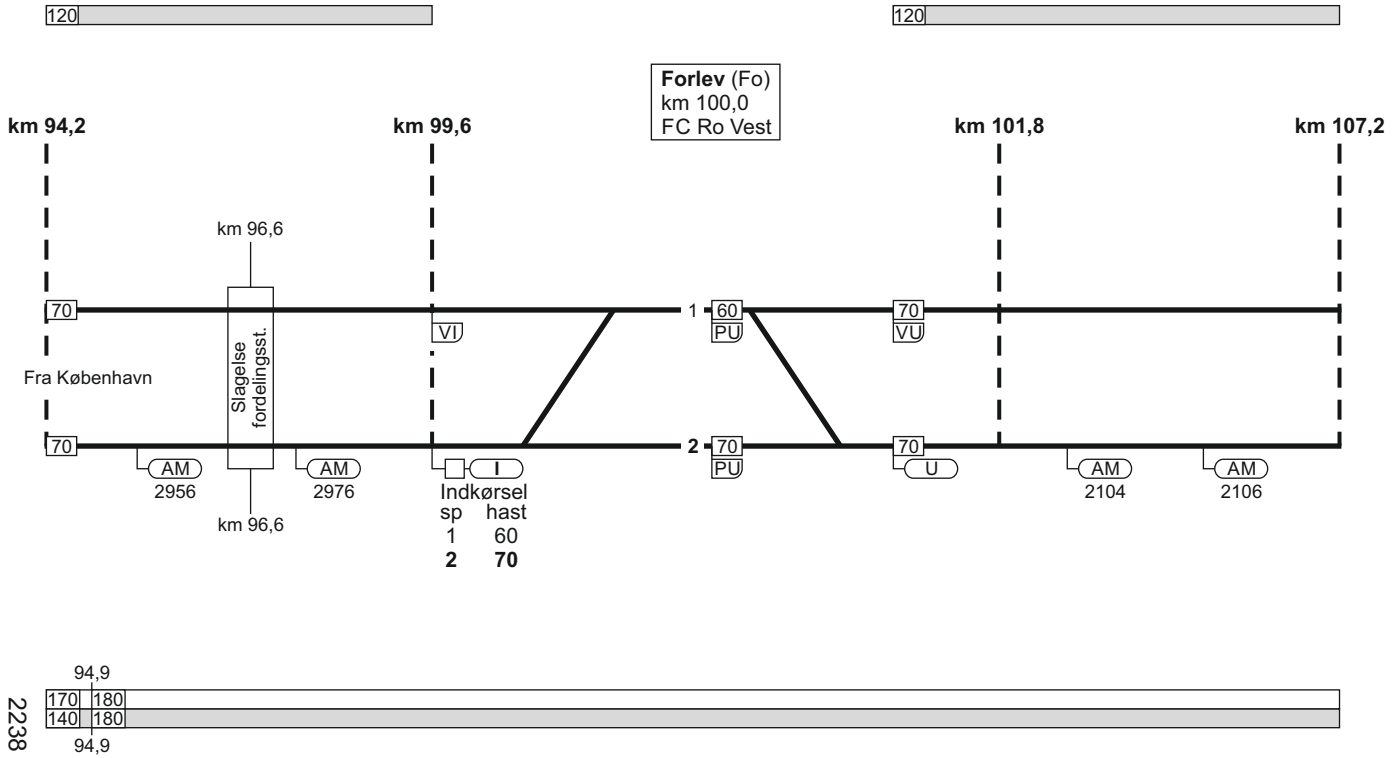 120
120
Forlev (Fo)
km 100,0
FC Ro Vest
km 94,2
km 99,6
km 101,8
km 107,2
km 96,6
70
1
60
70
VI
PU
VU
Slagelse
fordelingsst.
Fra København
70
2
70
70
AM
2956
AM
2976
I
PU
U
AM
2104
AM
2106
Indkørsel
sp hast
1 60
2 70
km 96,6
94,9
170 180
140 180
94,9
2238